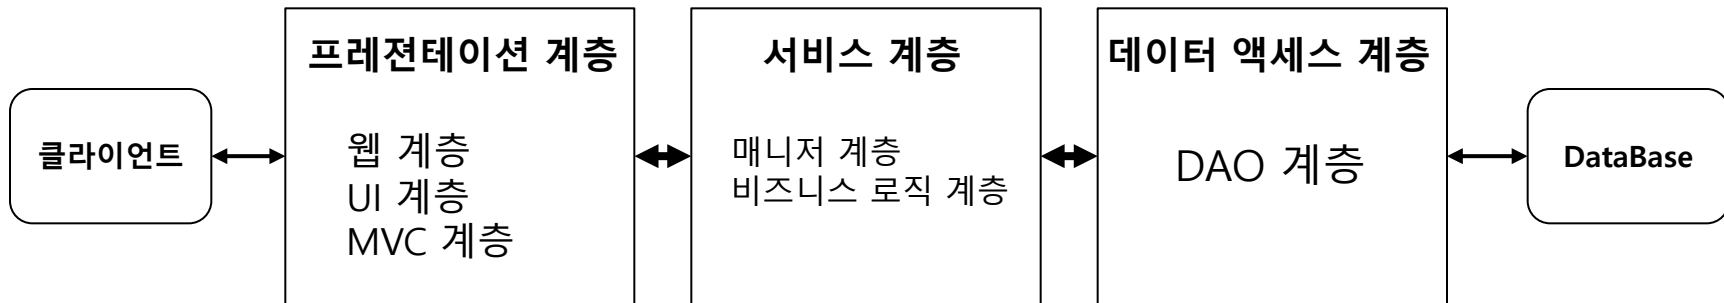 클라이언트
프레젼테이션 계층
웹 계층
UI 계층
MVC 계층
서비스 계층
매니저 계층
비즈니스 로직 계층
데이터 액세스 계층
DAO 계층
DataBase